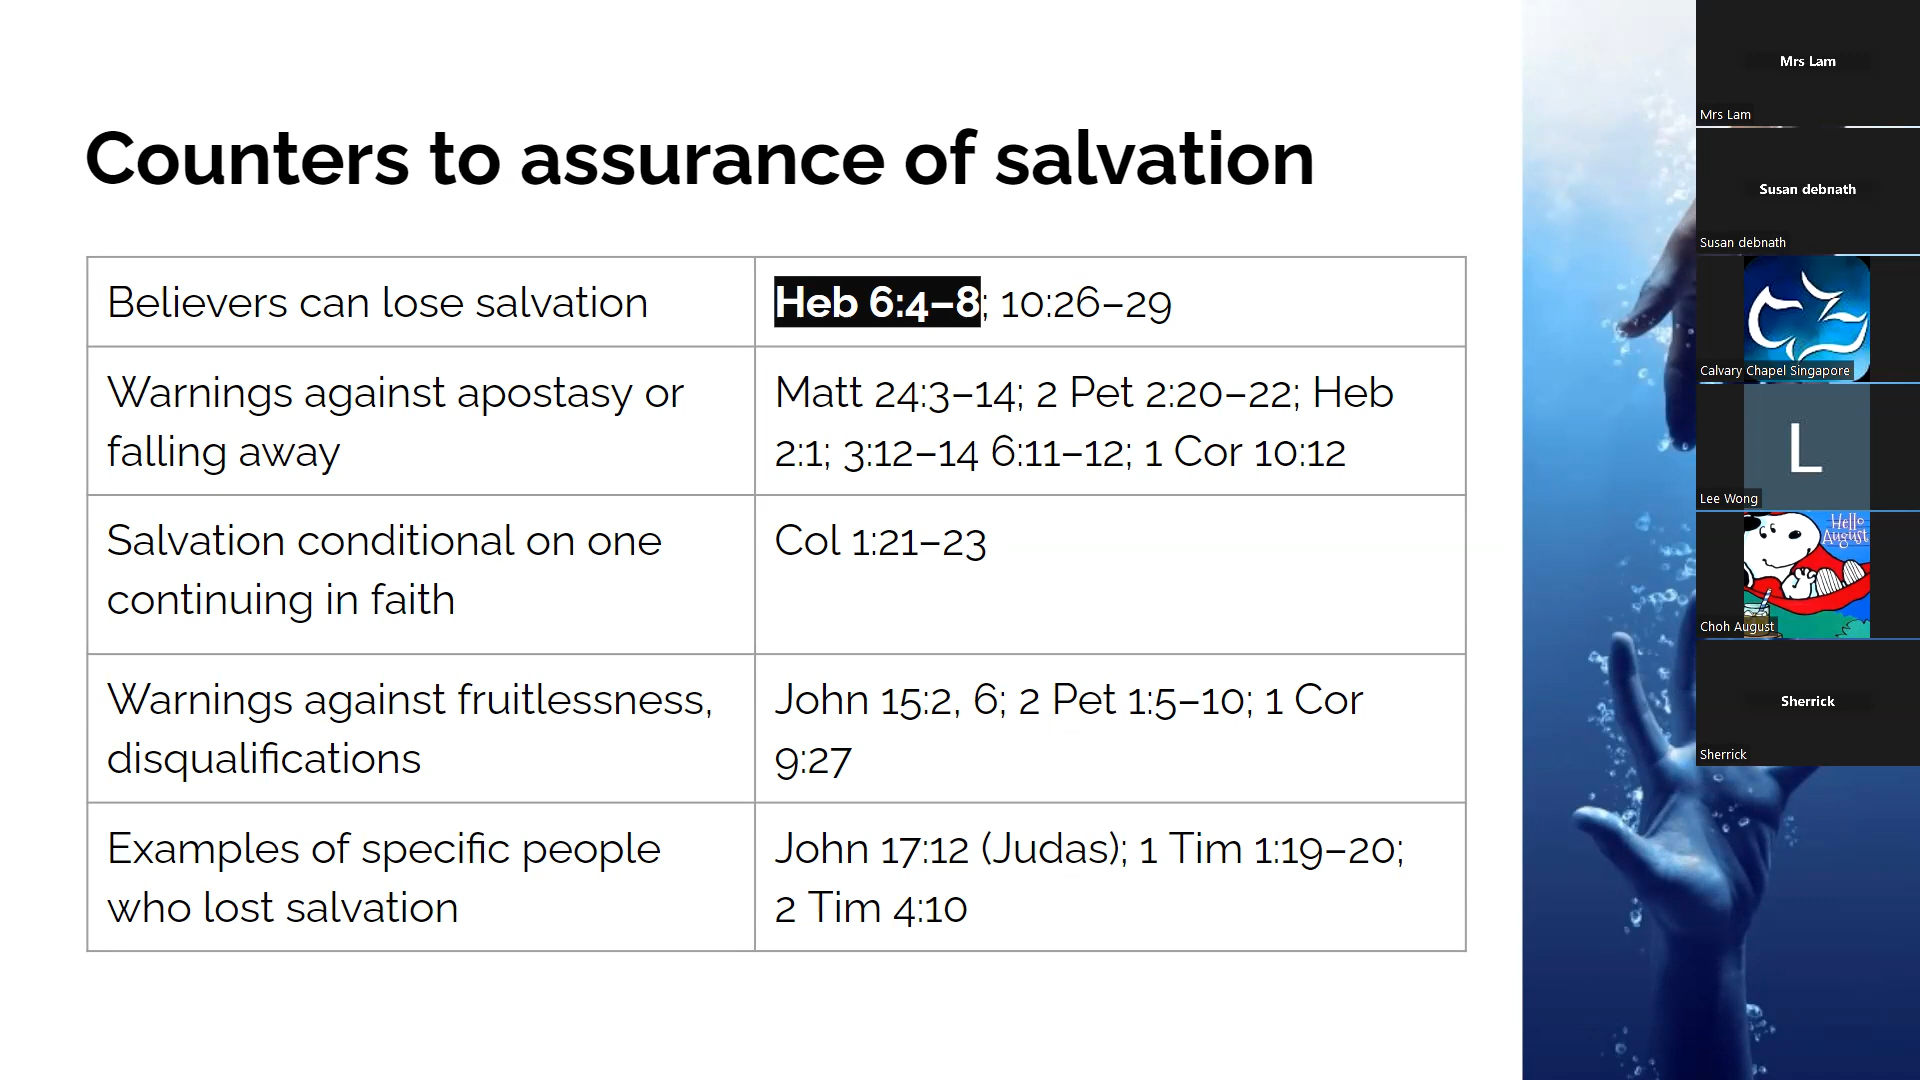 Counters to assurance of salvation
Believers can lose salvation
Heb 6:4–8; 10:26–29
Warnings against apostasy or
falling away
Matt 24:3–14; 2 Pet 2:20–22; Heb
2:1; 3:12–14 6:11–12; 1 Cor 10:12
Salvation conditional on one
continuing in faith
Col 1:21–23
Warnings against fruitlessness,
disqualifications
John 15:2, 6; 2 Pet 1:5–10; 1 Cor
9:27
Examples of specific people
who lost salvation
John 17:12 (Judas); 1 Tim 1:19–20;
2 Tim 4:10
Mrs Lam
Mrs Lam
Susan debnath
Susan debnath
Calvary Chapel Singapore
L
Lee Wong
Hello
August
Choh August
Sherrick
Sherrick